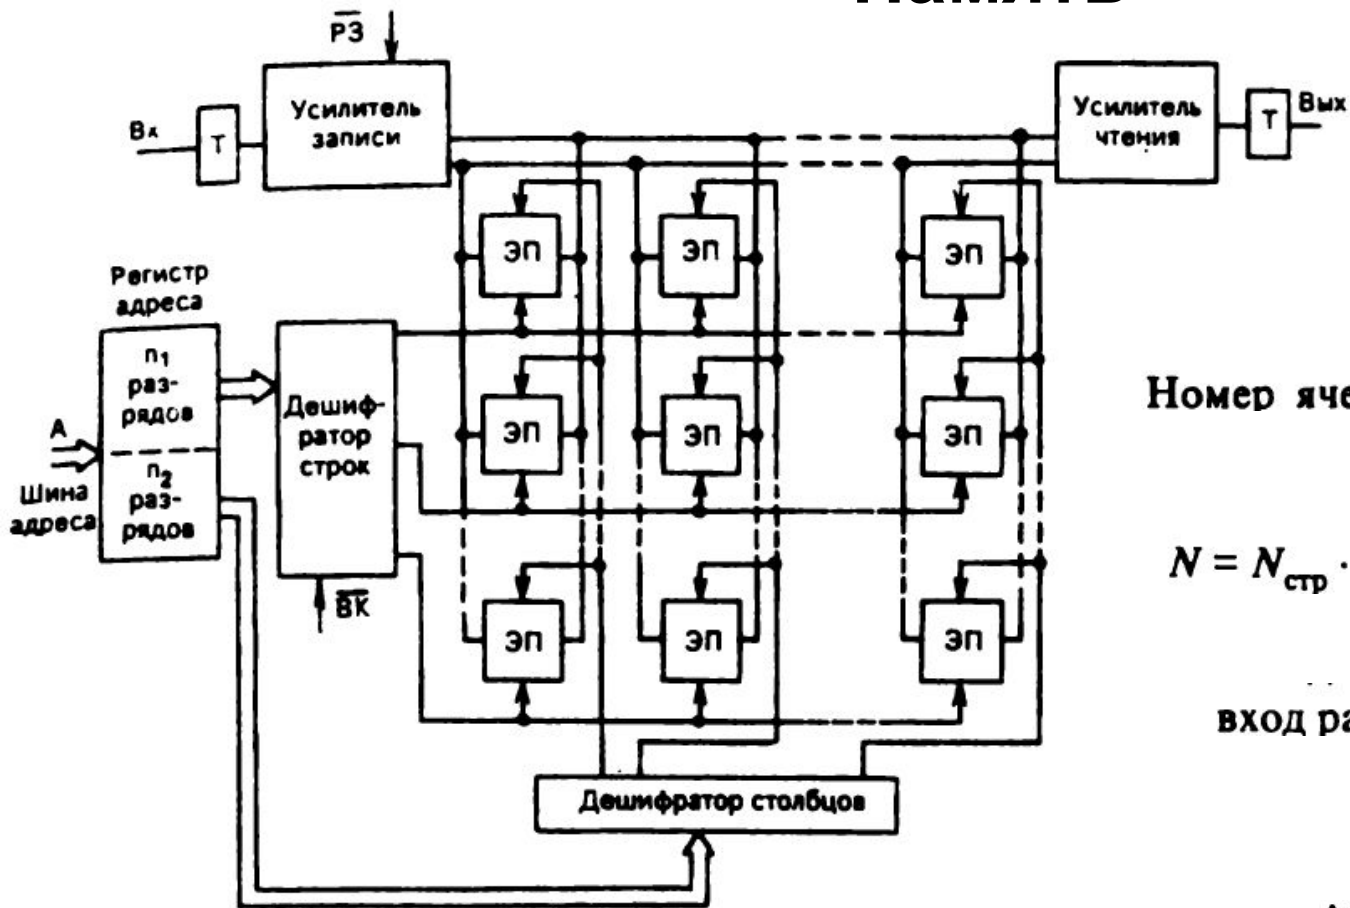 РЗ
Усилитель
записи
Вх
Т
Усилитель
чтения
Т
Вых
ЭП
ЭП
ЭП
Регистр
адреса
n1
раз-
рядов
n2
раз-
рядов
А
Шина
адреса
Дешиф-
ратор
строк
ВК
ЭП
ЭП
ЭП
ЭП
ЭП
ЭП
Дешифратор столбцов
Номер яче
N = Nстр ·
вход ра